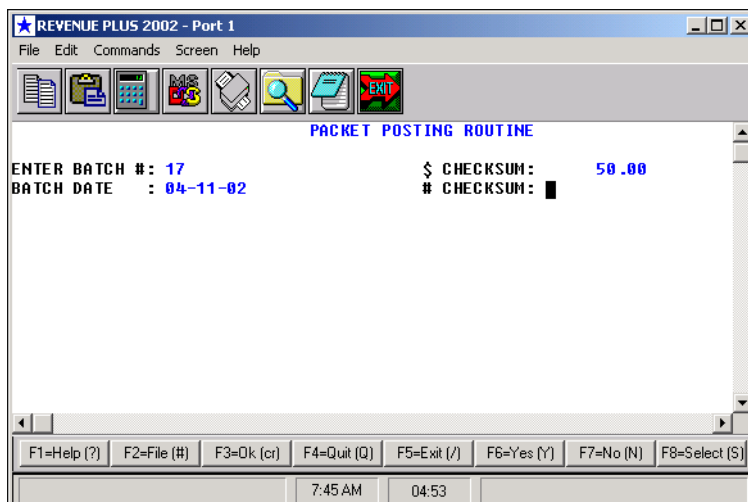 REVENUE PLUS 2002 - Port 1
File Edit Commands Screen Help
MS
EXIT
PACKET POSTING ROUTINE
ENTER BATCH #: 17 $ CHECKSUM: 50.00
BATCH DATE : 04-11-02 # CHECKSUM:
F1=Help (?) F2=File (#) F3=Ok (cr) F4=Quit (Q) F5=Exit (/) F6=Yes (Y) F7=No (N) F8=Select (S)
7:45 AM 04:53